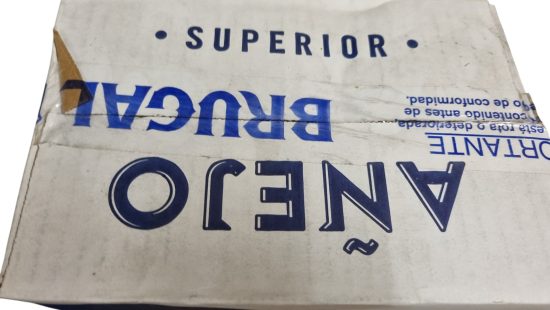 • SUPERIOR •
BRUGAL
ORTANTE
está rota o deteriorada,
contenido antes de
de conformidad.
AÑEJO